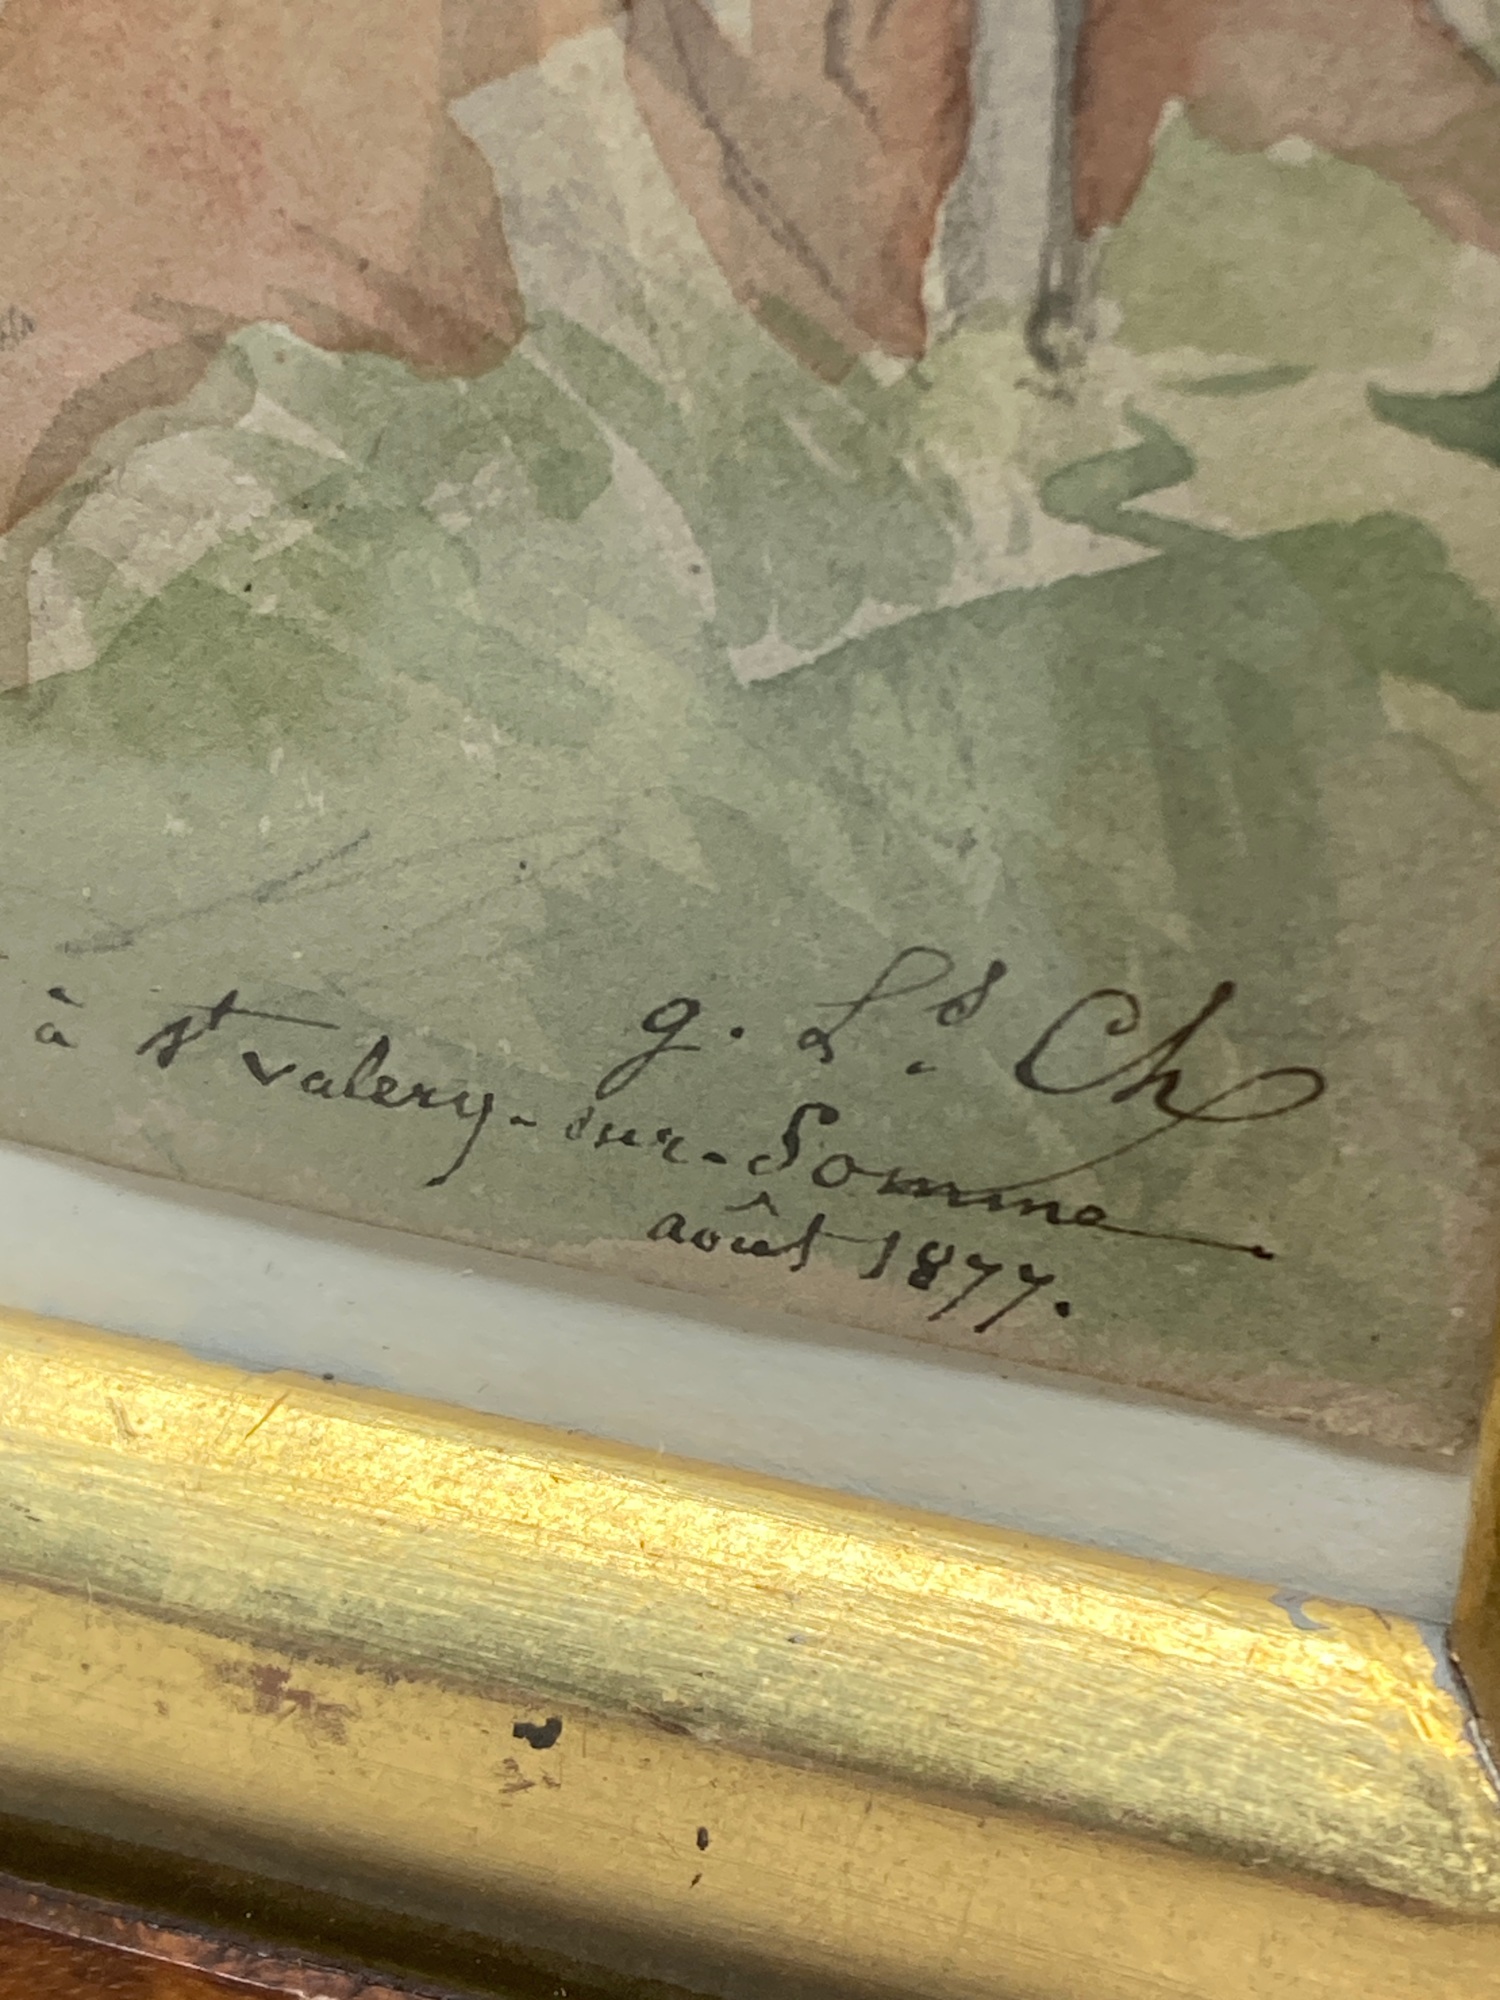 g. L.s Ch
à St Valery-sur-Somme
août 1877.